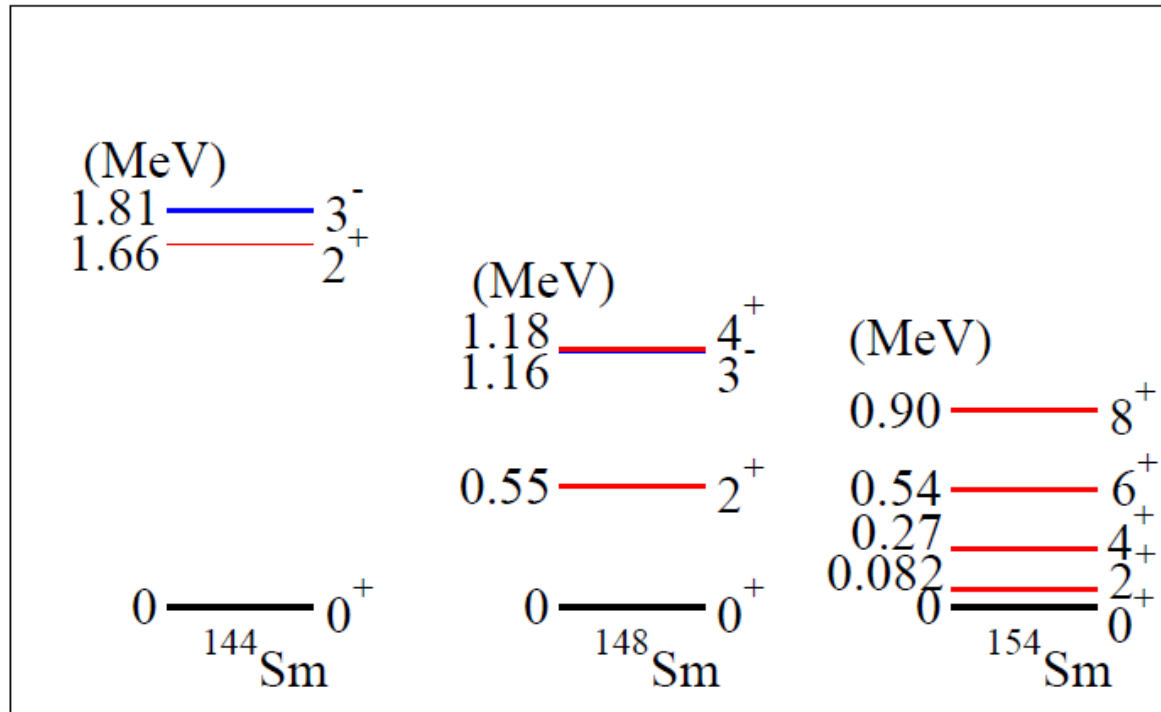 (MeV)
1.81 3⁻
1.66 2⁺
0 0⁺
¹⁴⁴Sm
(MeV)
1.18 4⁺
1.16 3⁻
0.55 2⁺
0 0⁺
¹⁴⁸Sm
(MeV)
0.90 8⁺
0.54 6⁺
0.27 4⁺
0.082 2⁺
0 0⁺
¹⁵⁴Sm